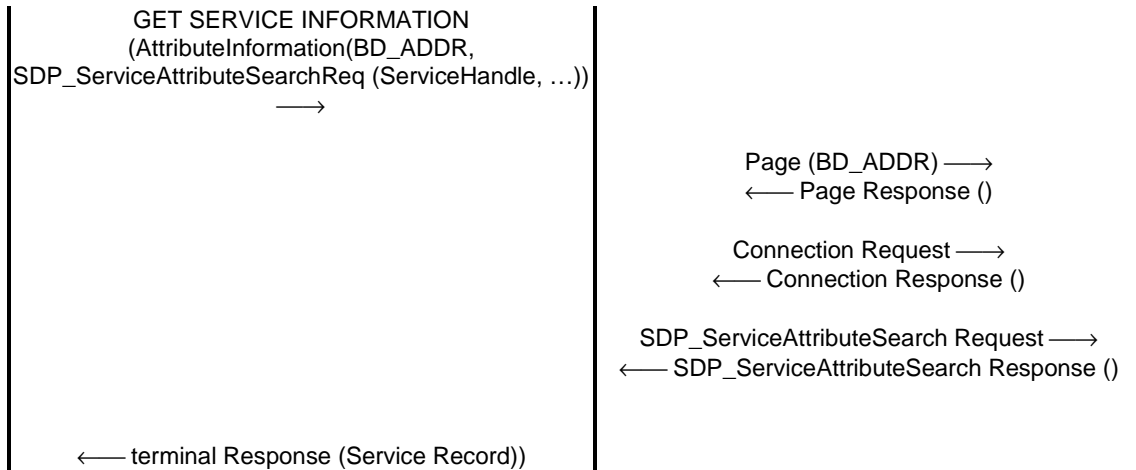 GET SERVICE INFORMATION
(AttributeInformation(BD_ADDR,
SDP_ServiceAttributeSearchReq (ServiceHandle, …))
⟶
Page (BD_ADDR) ⟶
⟵ Page Response ()
Connection Request ⟶
⟵ Connection Response ()
SDP_ServiceAttributeSearch Request ⟶
⟵ SDP_ServiceAttributeSearch Response ()
⟵ terminal Response (Service Record))